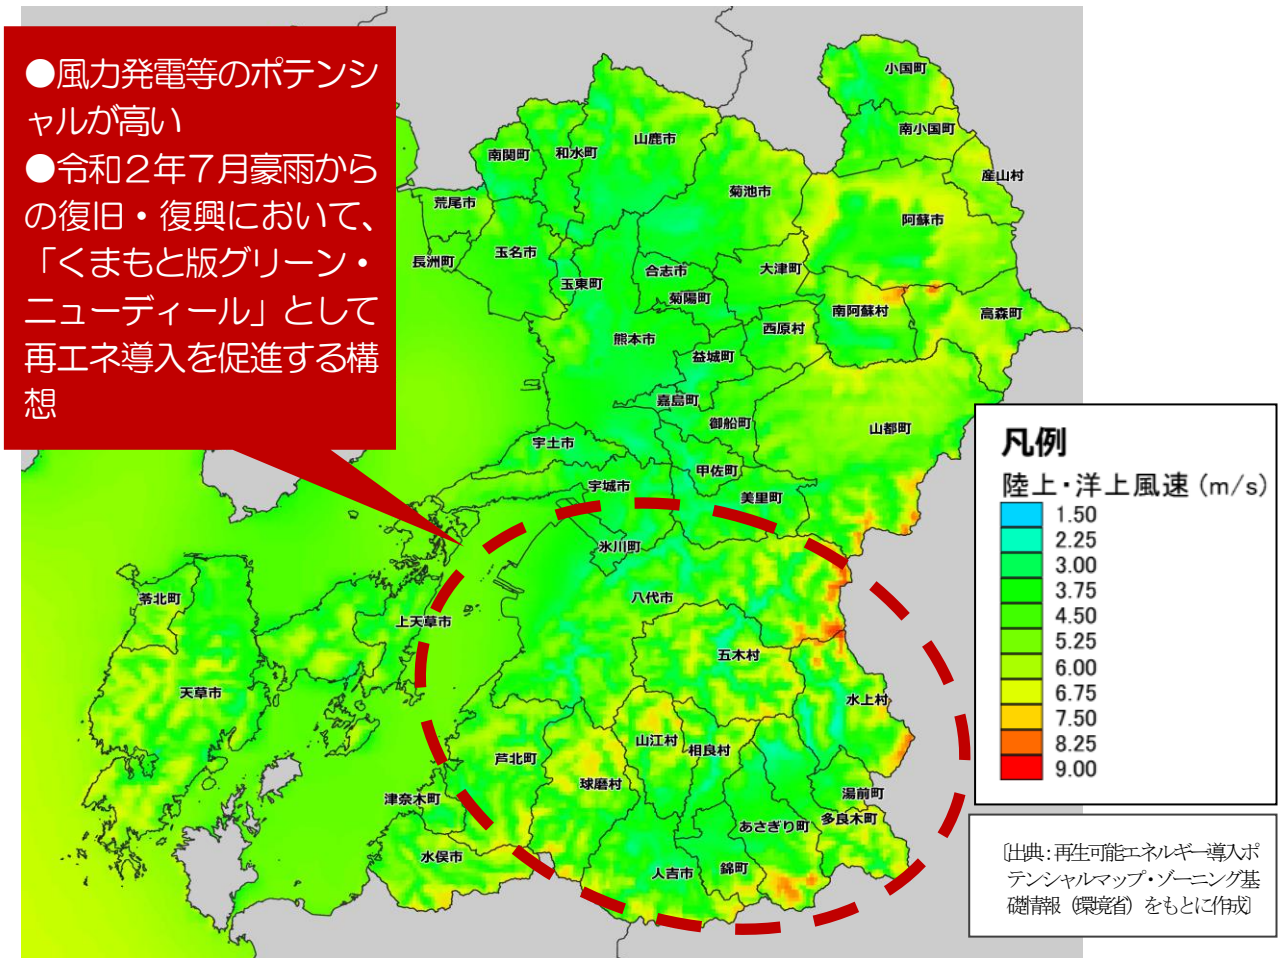 ●風力発電等のポテンシ
ャルが高い
●令和２年７月豪雨から
の復旧・復興において、
「くまもと版グリーン・
ニューディール」として
再エネ導入を促進する構
想
小国町
南小国町
産山村
山鹿市
和水町
南関町
菊池市
荒尾市
阿蘇市
玉名市
長洲町
合志市
大津町
玉東町
菊陽町
南阿蘇村
高森町
西原村
熊本市
益城町
嘉島町
御船町
山都町
宇土市
甲佐町
宇城市
美里町
氷川町
八代市
苓北町
上天草市
五木村
天草市
水上村
山江村
相良村
芦北町
球磨村
湯前町
津奈木町
多良木町
あさぎり町
水俣市
錦町
人吉市
凡例
陸上・洋上風速 (m/s)
1.50
2.25
3.00
3.75
4.50
5.25
6.00
6.75
7.50
8.25
9.00
〔出典：再生可能エネルギー導入ポ
テンシャルマップ・ゾーニング基
礎情報（環境省）をもとに作成〕